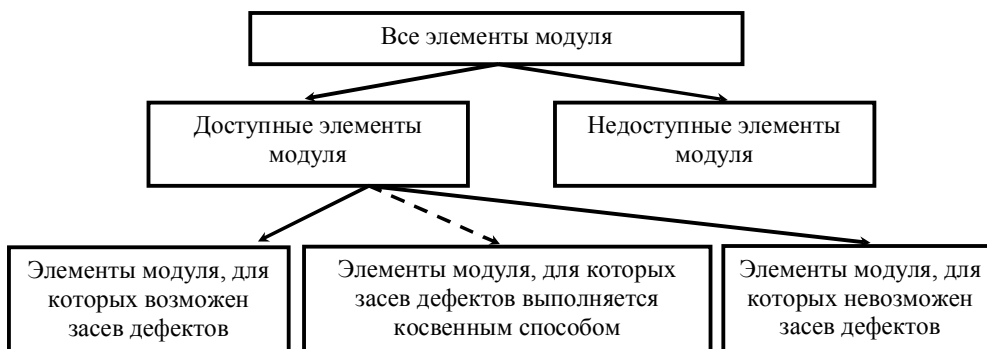 Все элементы модуля
Доступные элементы
модуля
Недоступные элементы
модуля
Элементы модуля, для
которых возможен
засев дефектов
Элементы модуля, для которых
засев дефектов выполняется
косвенным способом
Элементы модуля, для
которых невозможен
засев дефектов